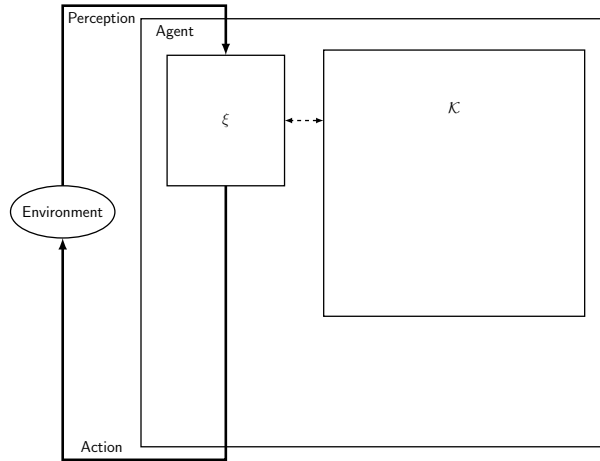 Perception
Agent
ξ
𝒦
Environment
Action